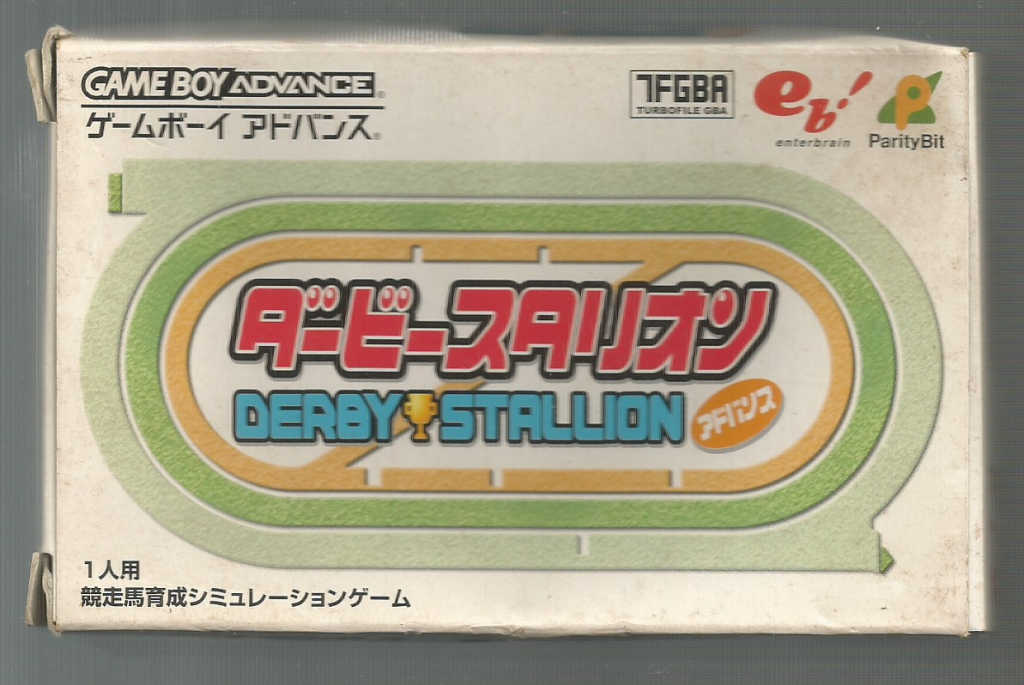 GAME BOY ADVANCE®
ゲームボーイ アドバンス®
TFGBA
TURBOFILE GBA
eb!
enterbrain
P
ParityBit
ダービースタリオン
DERBY STALLION
アドバンス
1人用
競走馬育成シミュレーションゲーム